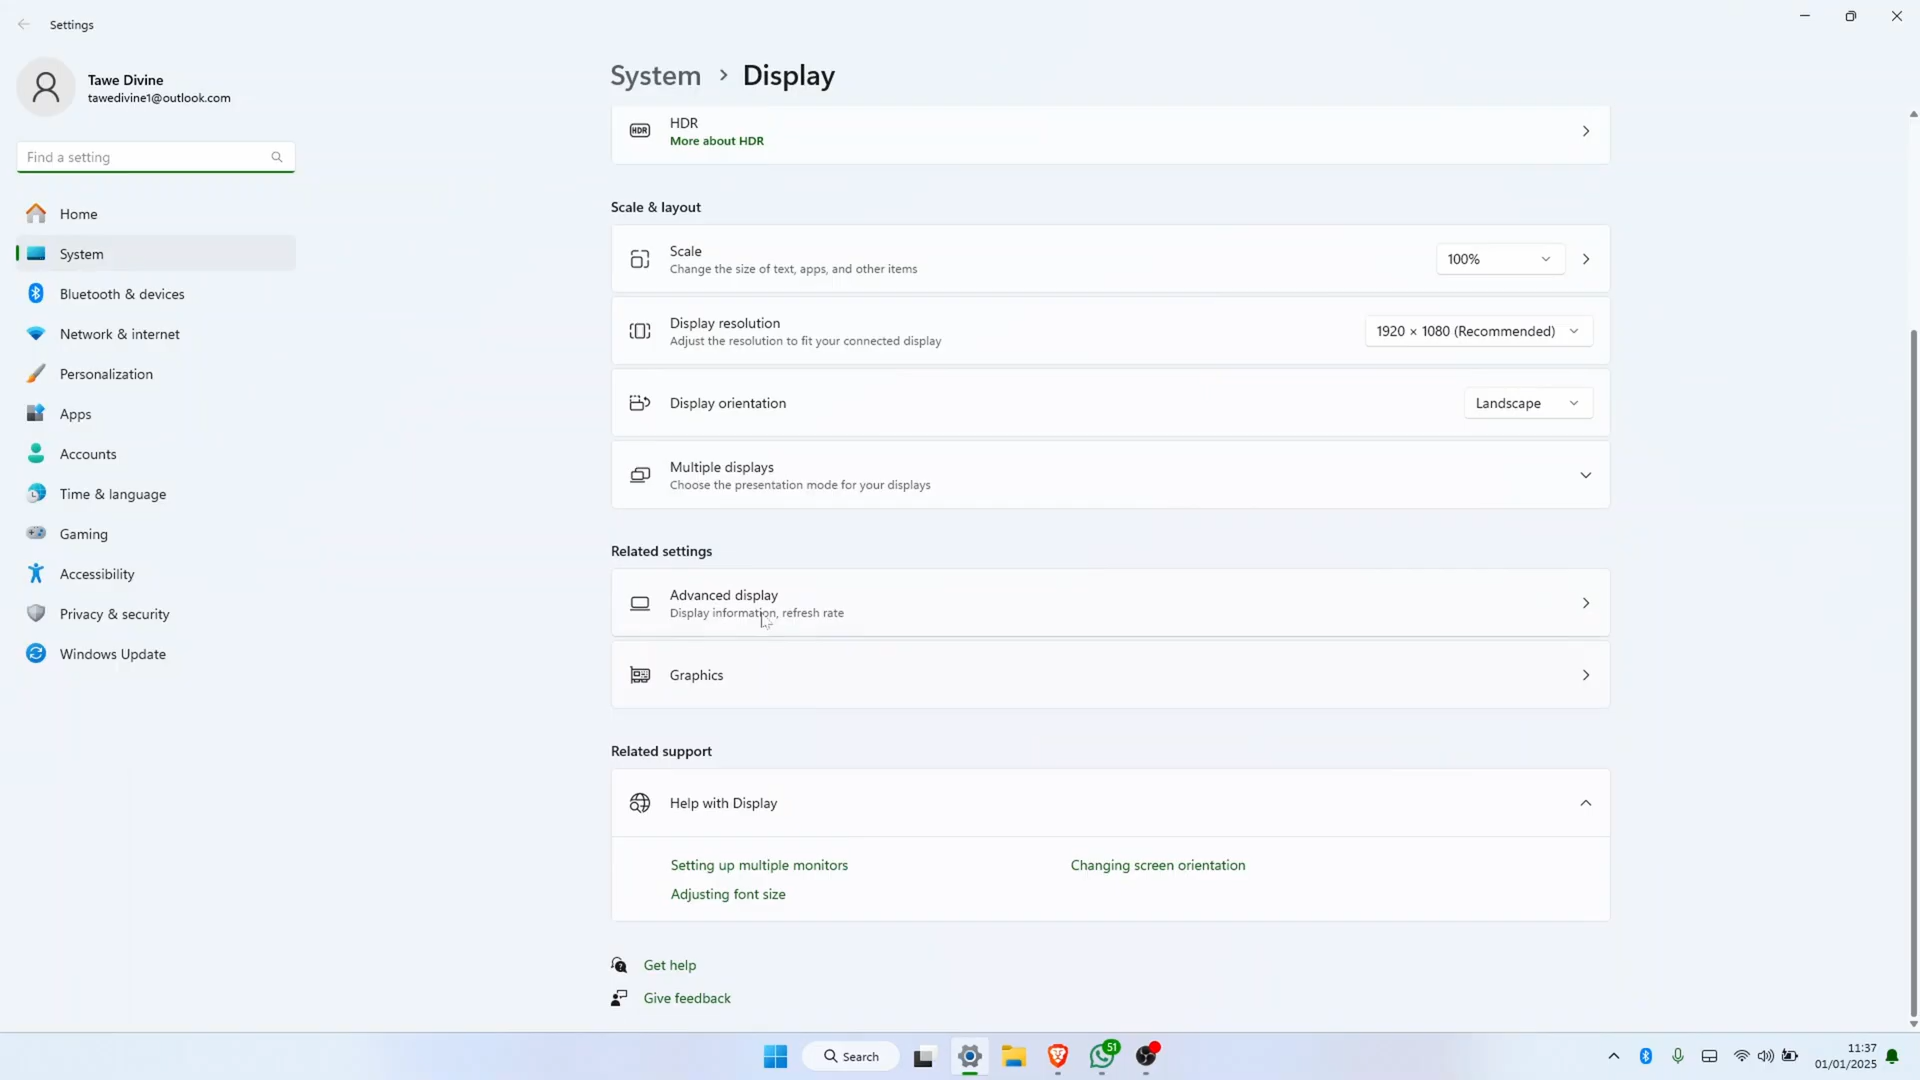 Settings
Tawe Divine
tawedivine1@outlook.com
Find a setting
Home
System
Bluetooth & devices
Network & internet
Personalization
Apps
Accounts
Time & language
Gaming
Accessibility
Privacy & security
Windows Update
System > Display
HDR
HDR
More about HDR
Scale & layout
Scale
Change the size of text, apps, and other items
100%
Display resolution
Adjust the resolution to fit your connected display
1920 × 1080 (Recommended)
Display orientation
Landscape
Multiple displays
Choose the presentation mode for your displays
Related settings
Advanced display
Display information, refresh rate
Graphics
Related support
Help with Display
Setting up multiple monitors
Changing screen orientation
Adjusting font size
Get help
Give feedback
Search
51
11:37
01/01/2025